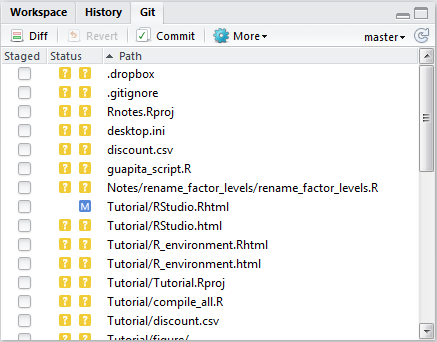 Workspace History Git
Diff Revert Commit More master
Staged Status Path
? ? .dropbox
? ? .gitignore
? ? Rnotes.Rproj
? ? desktop.ini
? ? discount.csv
? ? guapita_script.R
? ? Notes/rename_factor_levels/rename_factor_levels.R
M Tutorial/RStudio.Rhtml
? ? Tutorial/RStudio.html
? ? Tutorial/R_environment.Rhtml
? ? Tutorial/R_environment.html
? ? Tutorial/Tutorial.Rproj
? ? Tutorial/compile_all.R
? ? Tutorial/discount.csv
? ? Tutorial/figure/